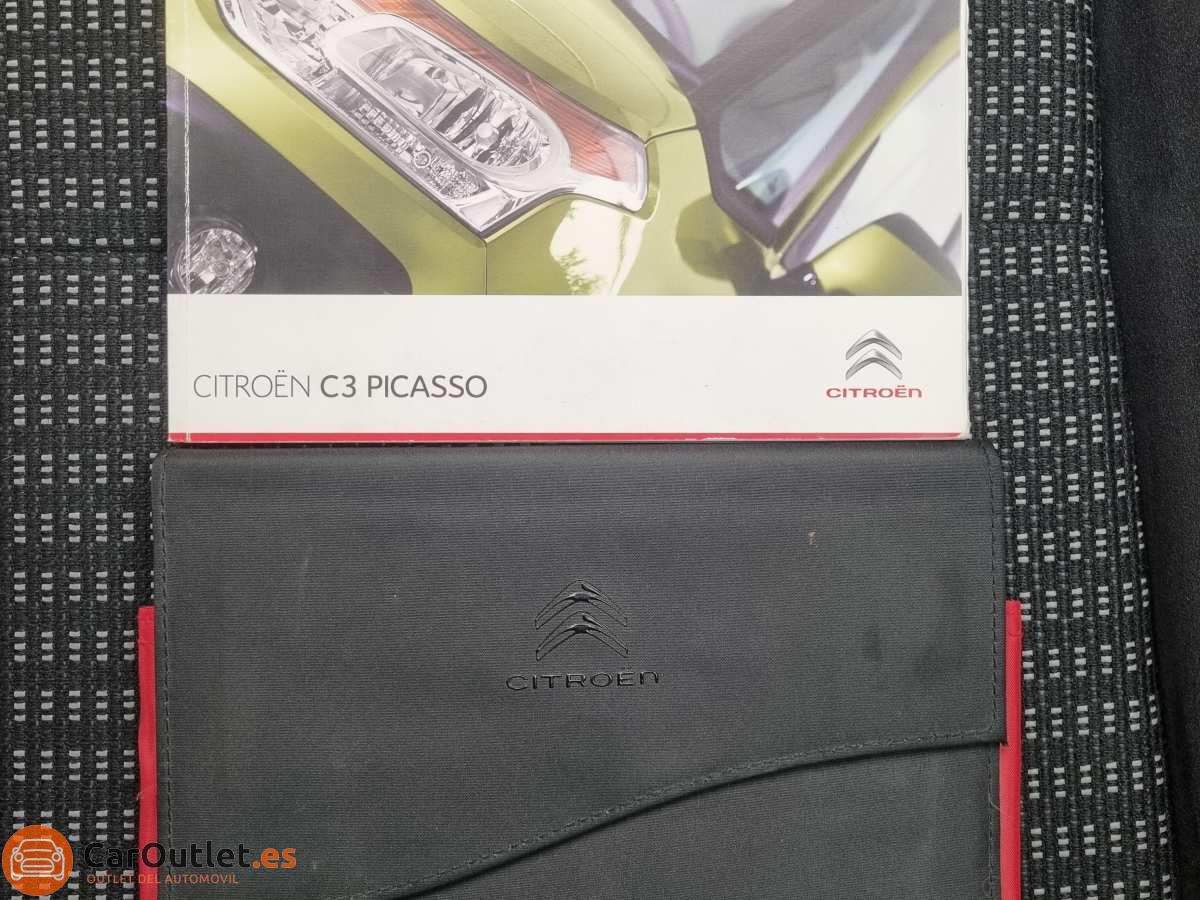 CITROËN C3 PICASSO
CITROËN
CITROËN
CarOutlet.es
OUTLET DEL AUTOMOVIL